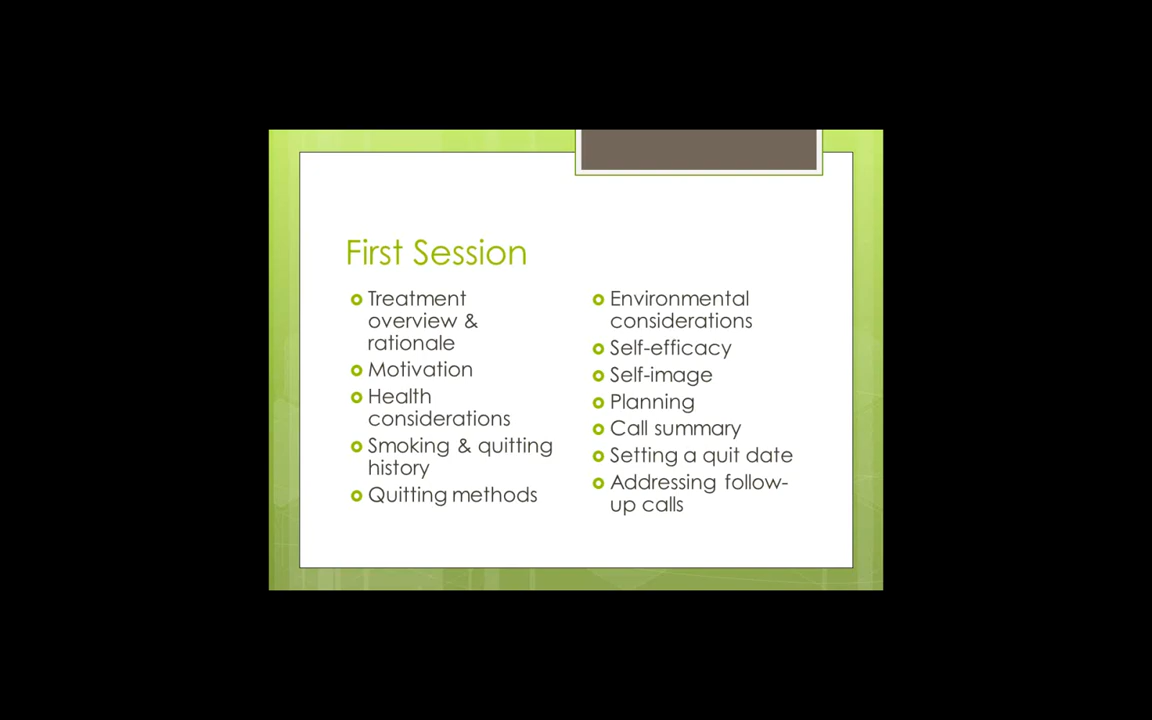 First Session
Treatment
overview &
rationale
Motivation
Health
considerations
Smoking & quitting
history
Quitting methods
Environmental
considerations
Self-efficacy
Self-image
Planning
Call summary
Setting a quit date
Addressing follow-
up calls